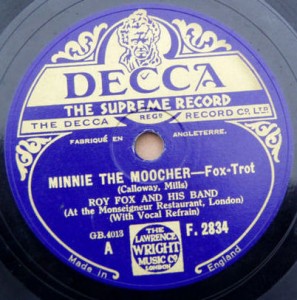 DECCA
THE SUPREME RECORD
THE DECCA REGD RECORD CO. LTD
FABRIQUÉ EN ANGLETERRE.
MINNIE THE MOOCHER—Fox-Trot
(Calloway, Mills)
ROY FOX AND HIS BAND
(At the Monseigneur Restaurant, London)
(With Vocal Refrain)
GB.4013
A
F. 2834
THE
LAWRENCE
WRIGHT
MUSIC CO
LONDON
Made in England